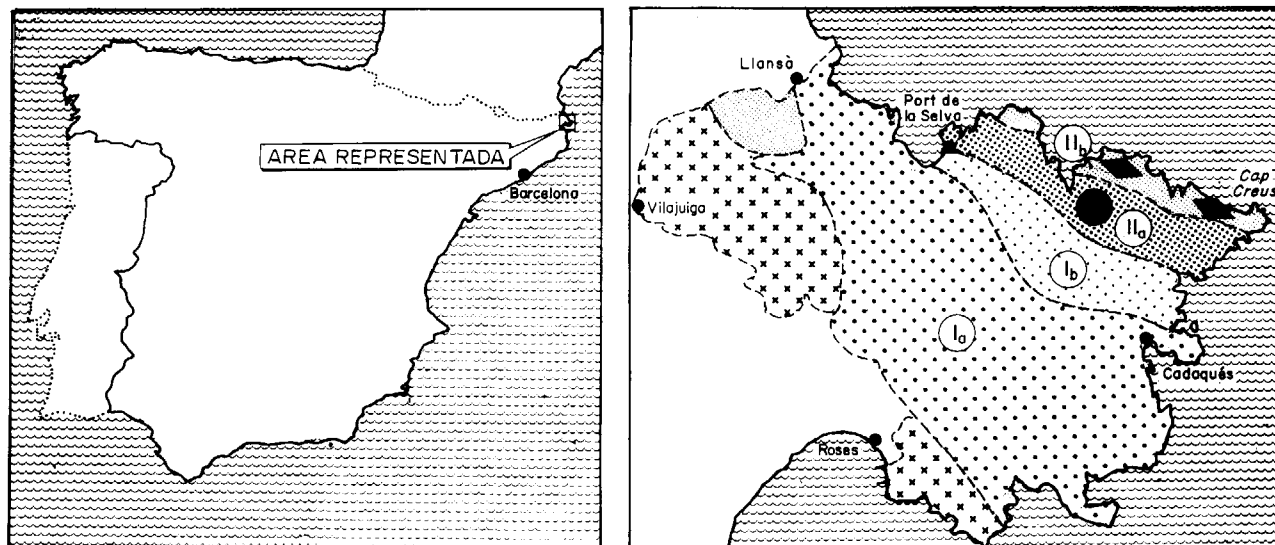 AREA REPRESENTADA
Barcelona
Llansà
Port de
la Selva
Vilajuiga
IIb
Cap
Creus
IIa
Ib
Ia
Cadaqués
Roses